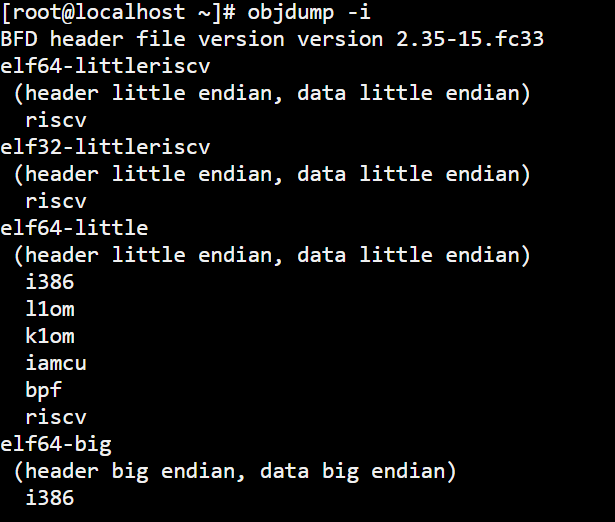 [root@localhost ~]# objdump -i
BFD header file version version 2.35-15.fc33
elf64-littleriscv
 (header little endian, data little endian)
  riscv
elf32-littleriscv
 (header little endian, data little endian)
  riscv
elf64-little
 (header little endian, data little endian)
  i386
  l1om
  k1om
  iamcu
  bpf
  riscv
elf64-big
 (header big endian, data big endian)
  i386